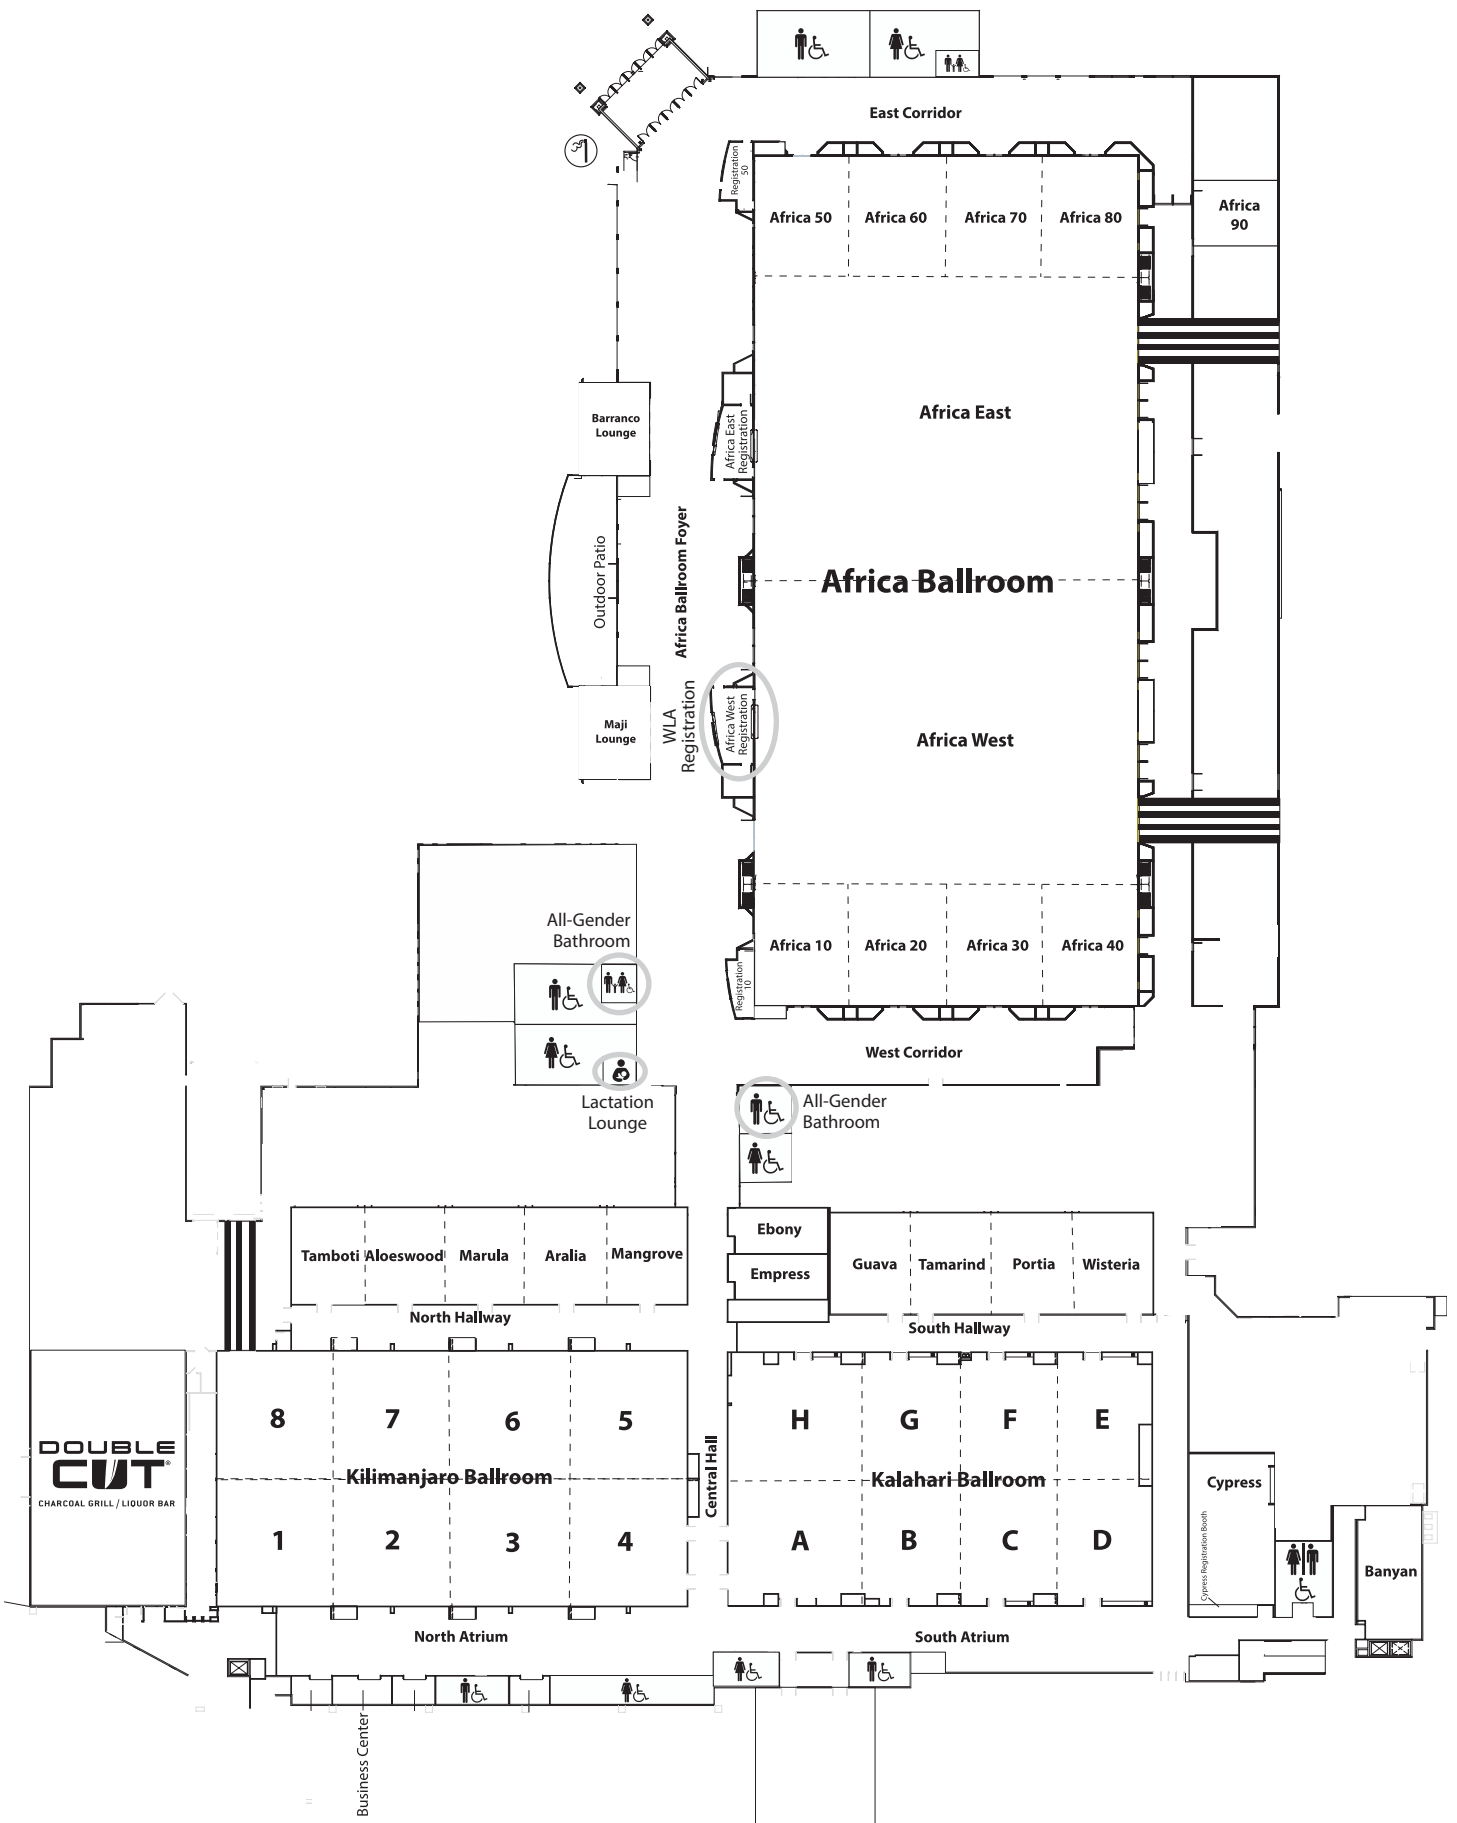 East Corridor
Registration
50
Africa 50
Africa 60
Africa 70
Africa 80
Africa
90
Barranco
Lounge
Africa East
Registration
Africa East
Outdoor Patio
Africa Ballroom Foyer
Africa Ballroom
Maji
Lounge
WLA
Registration
Africa West
Registration
Africa West
All-Gender
Bathroom
Registration
10
Africa 10
Africa 20
Africa 30
Africa 40
West Corridor
Lactation
Lounge
All-Gender
Bathroom
Tamboti
Aloeswood
Marula
Aralia
Mangrove
Ebony
Empress
Guava
Tamarind
Portia
Wisteria
North Hallway
South Hallway
DOUBLE
CUT®
CHARCOAL GRILL / LIQUOR BAR
8
7
6
5
Kilimanjaro Ballroom
1
2
3
4
Central Hall
H
G
F
E
Kalahari Ballroom
A
B
C
D
Cypress
Cypress Registration Booth
Banyan
North Atrium
South Atrium
Business Center